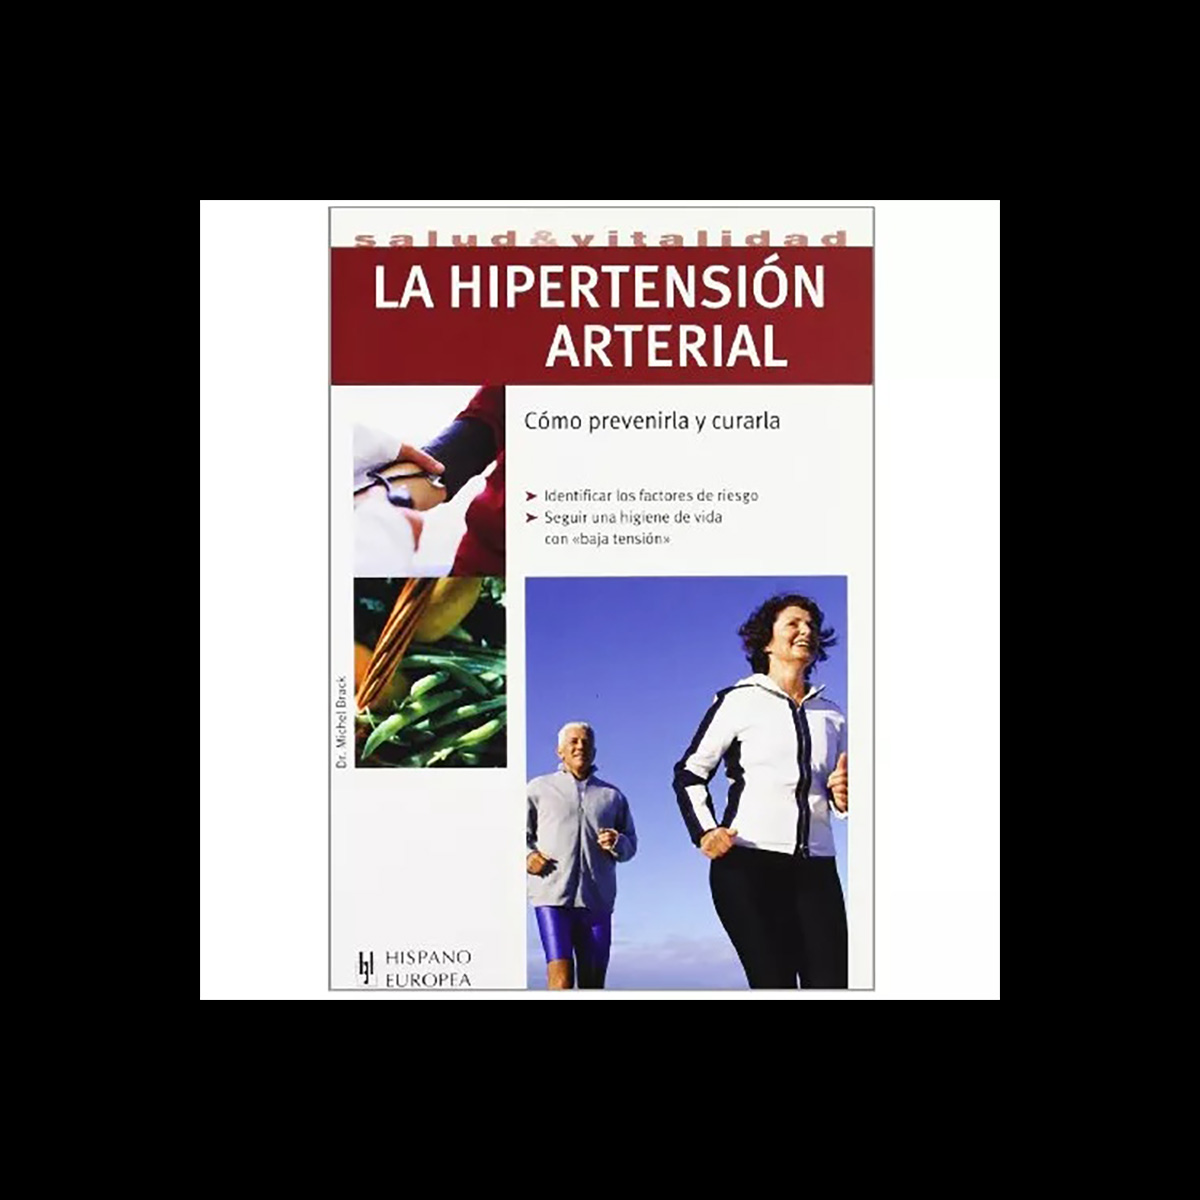 salud&vitalidad
LA HIPERTENSIÓN
ARTERIAL
Cómo prevenirla y curarla
➤ Identificar los factores de riesgo
➤ Seguir una higiene de vida
con «baja tensión»
Dr. Michel Brack
HISPANO
EUROPEA